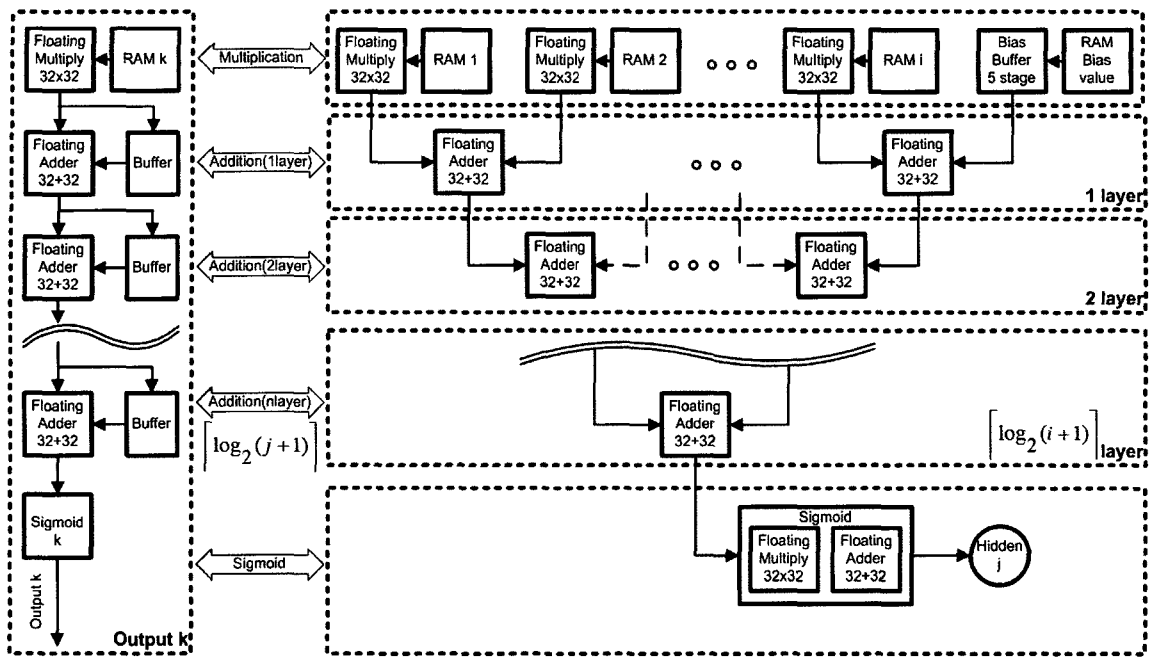 Floating
Multiply
32x32
RAM k
Multiplication
Floating
Multiply
32x32
RAM 1
Floating
Multiply
32x32
RAM 2
Floating
Multiply
32x32
RAM i
Bias
Buffer
5 stage
RAM
Bias
value
Floating
Adder
32+32
Buffer
Addition(1layer)
Floating
Adder
32+32
Floating
Adder
32+32
1 layer
Floating
Adder
32+32
Buffer
Addition(2layer)
Floating
Adder
32+32
Floating
Adder
32+32
2 layer
Floating
Adder
32+32
Buffer
Addition(nlayer)
⌈log₂(j+1)⌉
Floating
Adder
32+32
⌈log₂(i+1)⌉layer
Sigmoid
k
Output k
Output k
Sigmoid
Sigmoid
Floating
Multiply
32x32
Floating
Adder
32+32
Hidden
j